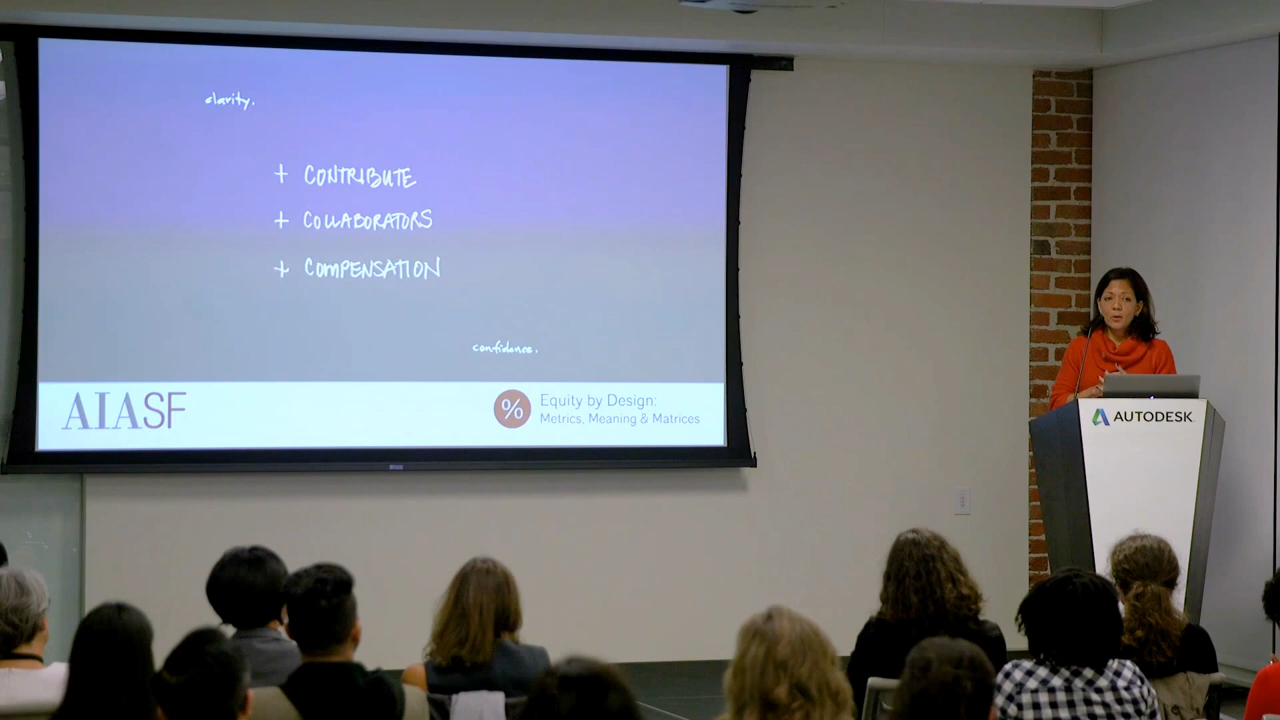 clarity.
+ CONTRIBUTE
+ COLLABORATORS
+ COMPENSATION
confidence.
AIASF
% Equity by Design:
Metrics, Meaning & Matrices
AUTODESK